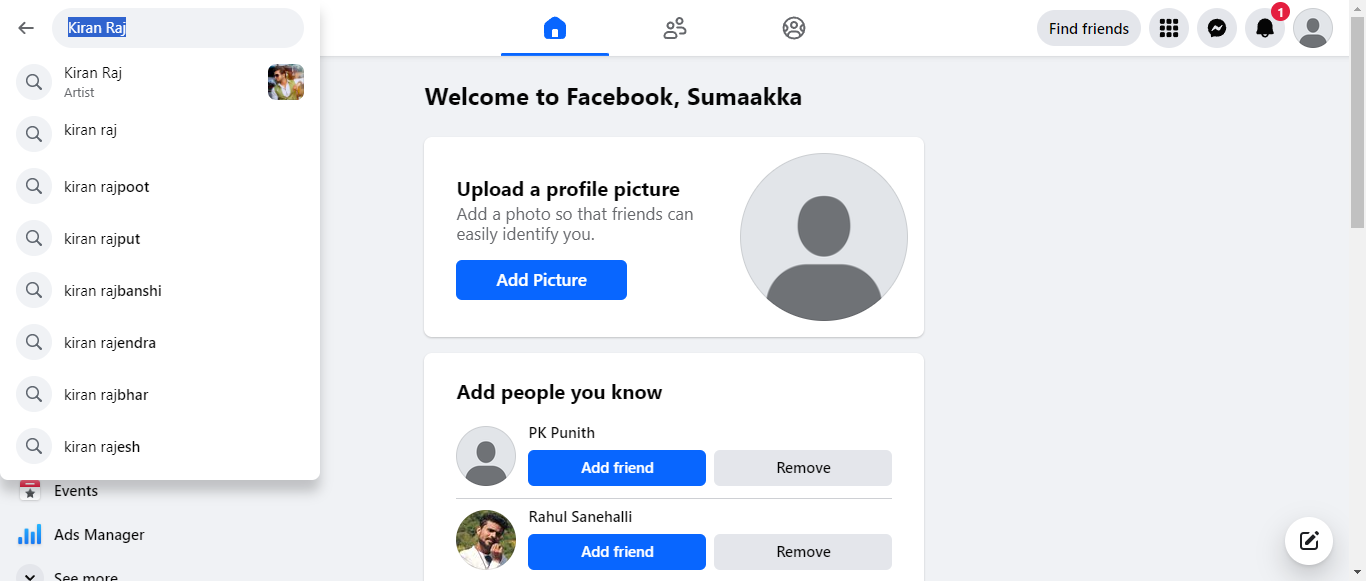 Kiran Raj
Kiran Raj
Artist
kiran raj
kiran rajpoot
kiran rajput
kiran rajbanshi
kiran rajendra
kiran rajbhar
kiran rajesh
Events
Ads Manager
See more
Find friends
1
Welcome to Facebook, Sumaakka
Upload a profile picture
Add a photo so that friends can
easily identify you.
Add Picture
Add people you know
PK Punith
Add friend Remove
Rahul Sanehalli
Add friend Remove